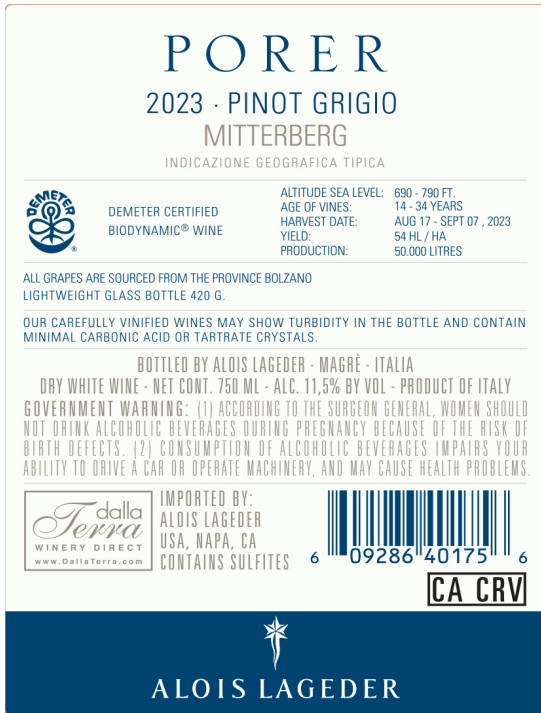 PORER
2023 · PINOT GRIGIO
MITTERBERG
INDICAZIONE GEOGRAFICA TIPICA
DEMETER
®
DEMETER CERTIFIED
BIODYNAMIC® WINE
ALTITUDE SEA LEVEL: 690 - 790 FT.
AGE OF VINES: 14 - 34 YEARS
HARVEST DATE: AUG 17 - SEPT 07 , 2023
YIELD: 54 HL / HA
PRODUCTION: 50.000 LITRES
ALL GRAPES ARE SOURCED FROM THE PROVINCE BOLZANO
LIGHTWEIGHT GLASS BOTTLE 420 G.
OUR CAREFULLY VINIFIED WINES MAY SHOW TURBIDITY IN THE BOTTLE AND CONTAIN
MINIMAL CARBONIC ACID OR TARTRATE CRYSTALS.
BOTTLED BY ALOIS LAGEDER - MAGRÈ - ITALIA
DRY WHITE WINE - NET CONT. 750 ML - ALC. 11,5% BY VOL - PRODUCT OF ITALY
GOVERNMENT WARNING: (1) ACCORDING TO THE SURGEON GENERAL, WOMEN SHOULD
NOT DRINK ALCOHOLIC BEVERAGES DURING PREGNANCY BECAUSE OF THE RISK OF
BIRTH DEFECTS. (2) CONSUMPTION OF ALCOHOLIC BEVERAGES IMPAIRS YOUR
ABILITY TO DRIVE A CAR OR OPERATE MACHINERY, AND MAY CAUSE HEALTH PROBLEMS.
dalla
Terra
WINERY DIRECT
www.DallaTerra.com
IMPORTED BY:
ALOIS LAGEDER
USA, NAPA, CA
CONTAINS SULFITES
6 09286 40175 6
CA CRV
ALOIS LAGEDER